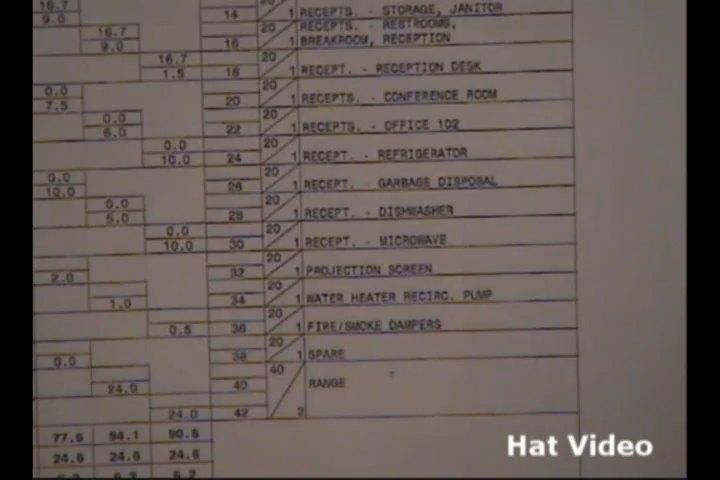 16.7 20
9.0 14 1 RECEPTS. - STORAGE, JANITOR
16.7 20 RECEPTS. - RESTROOMS,
9.0 16 1 BREAKROOM, RECEPTION
16.7 20
1.5 18 1 RECEPT. - RECEPTION DESK
0.0 20
7.5 20 1 RECEPTS. - CONFERENCE ROOM
0.0 20
6.0 22 1 RECEPTS. - OFFICE 102
0.0 20
10.0 24 1 RECEPT. - REFRIGERATOR
0.0 20
10.0 26 1 RECEPT. - GARBAGE DISPOSAL
0.0 20
5.0 28 1 RECEPT. - DISHWASHER
0.0 20
10.0 30 1 RECEPT. - MICROWAVE
20
2.0 32 1 PROJECTION SCREEN
20
1.0 34 1 WATER HEATER RECIRC. PUMP
20
0.5 36 1 FIRE/SMOKE DAMPERS
20
0.0 38 1 SPARE
40
24.0 40 RANGE
24.0 42 2
77.6 94.1 90.5
24.6 24.6 24.6
6.2
Hat Video